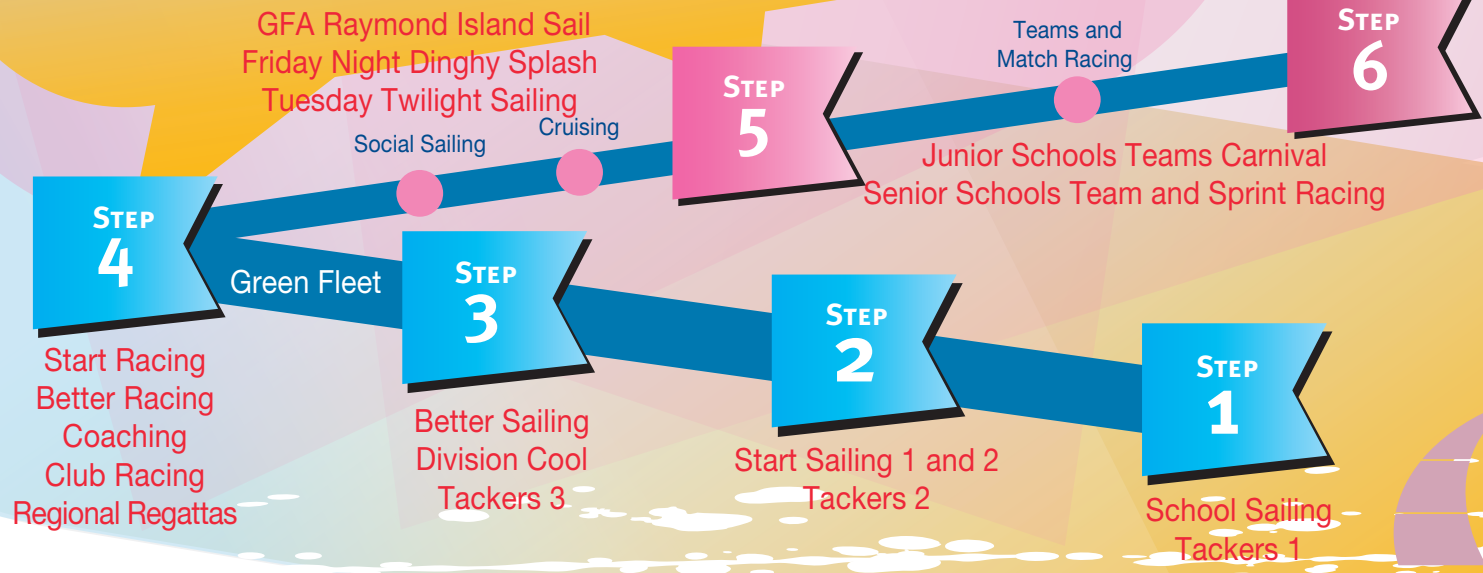 GFA Raymond Island Sail
Friday Night Dinghy Splash
Tuesday Twilight Sailing
Social Sailing
Cruising
STEP
5
Teams and
Match Racing
STEP
6
Junior Schools Teams Carnival
Senior Schools Team and Sprint Racing
STEP
4
Green Fleet
Start Racing
Better Racing
Coaching
Club Racing
Regional Regattas
STEP
3
Better Sailing
Division Cool
Tackers 3
STEP
2
Start Sailing 1 and 2
Tackers 2
STEP
1
School Sailing
Tackers 1